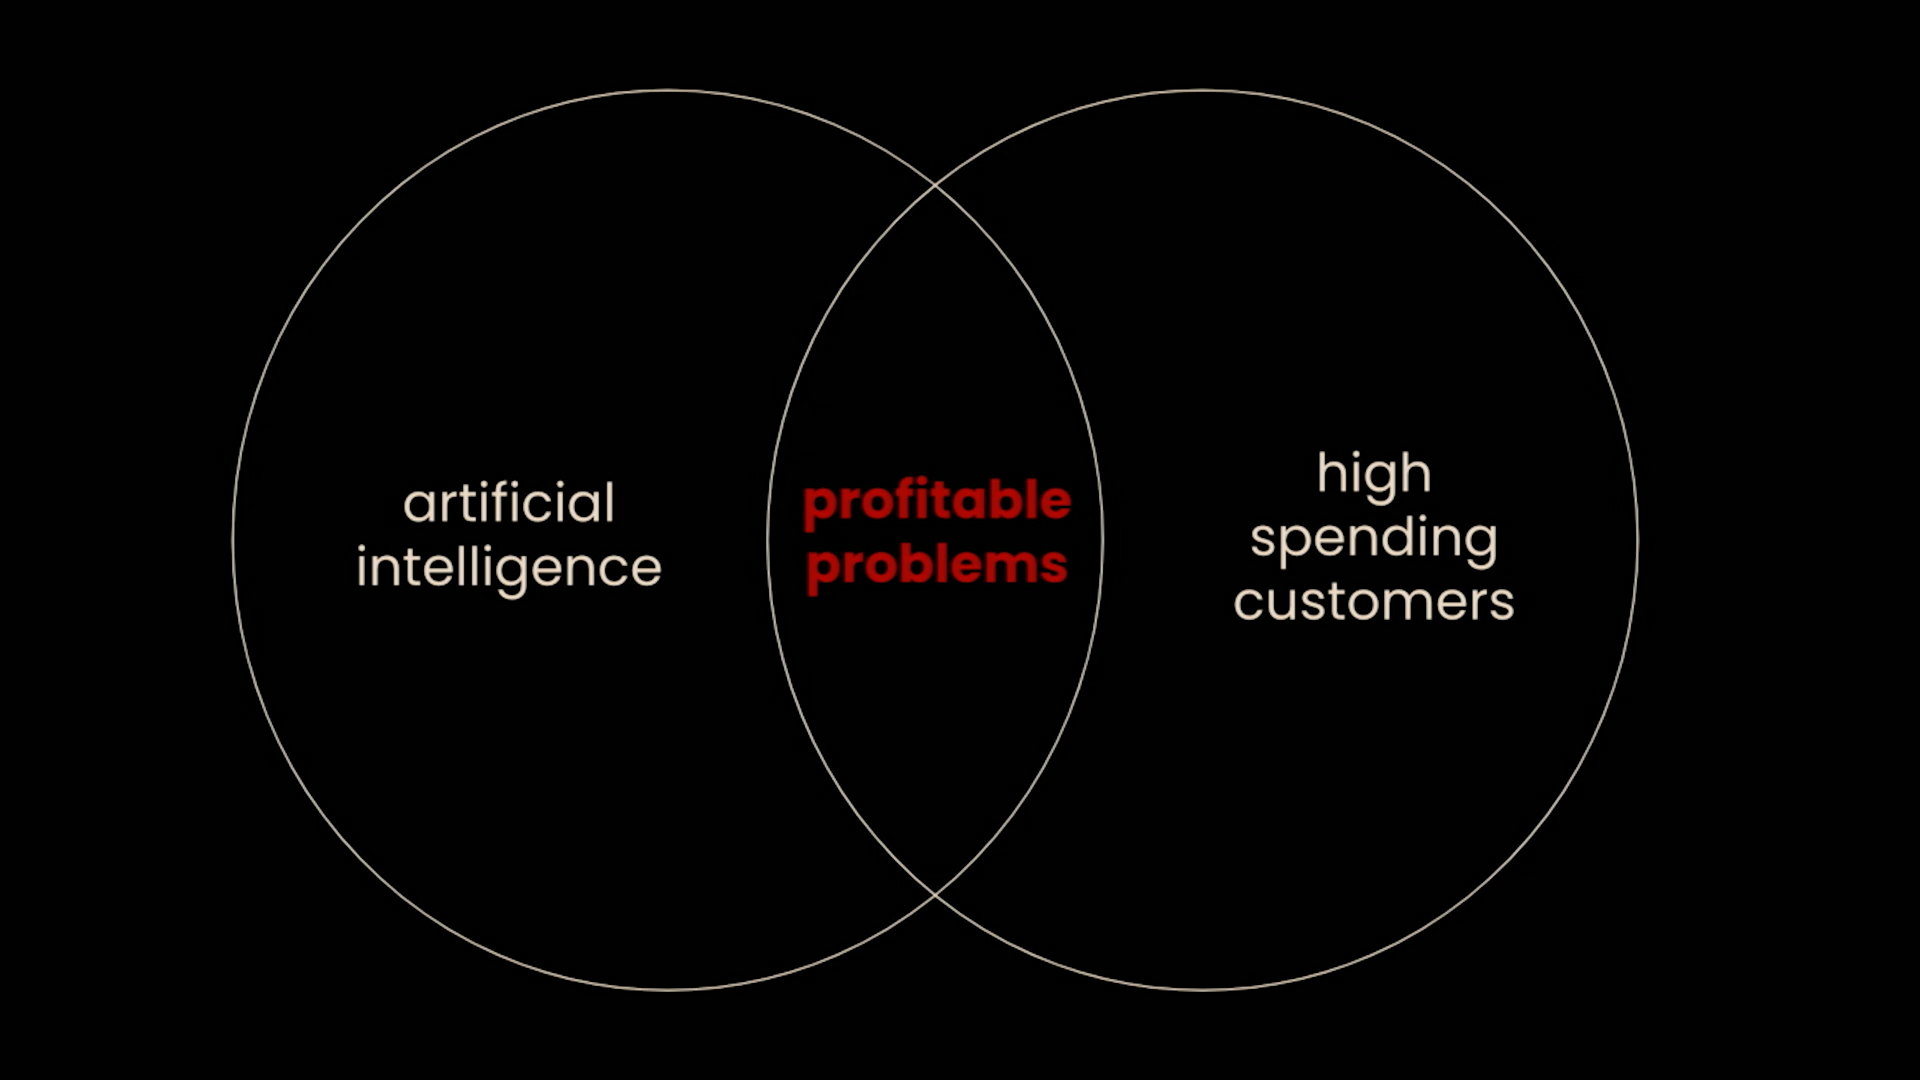 artificial
intelligence
profitable
problems
high
spending
customers